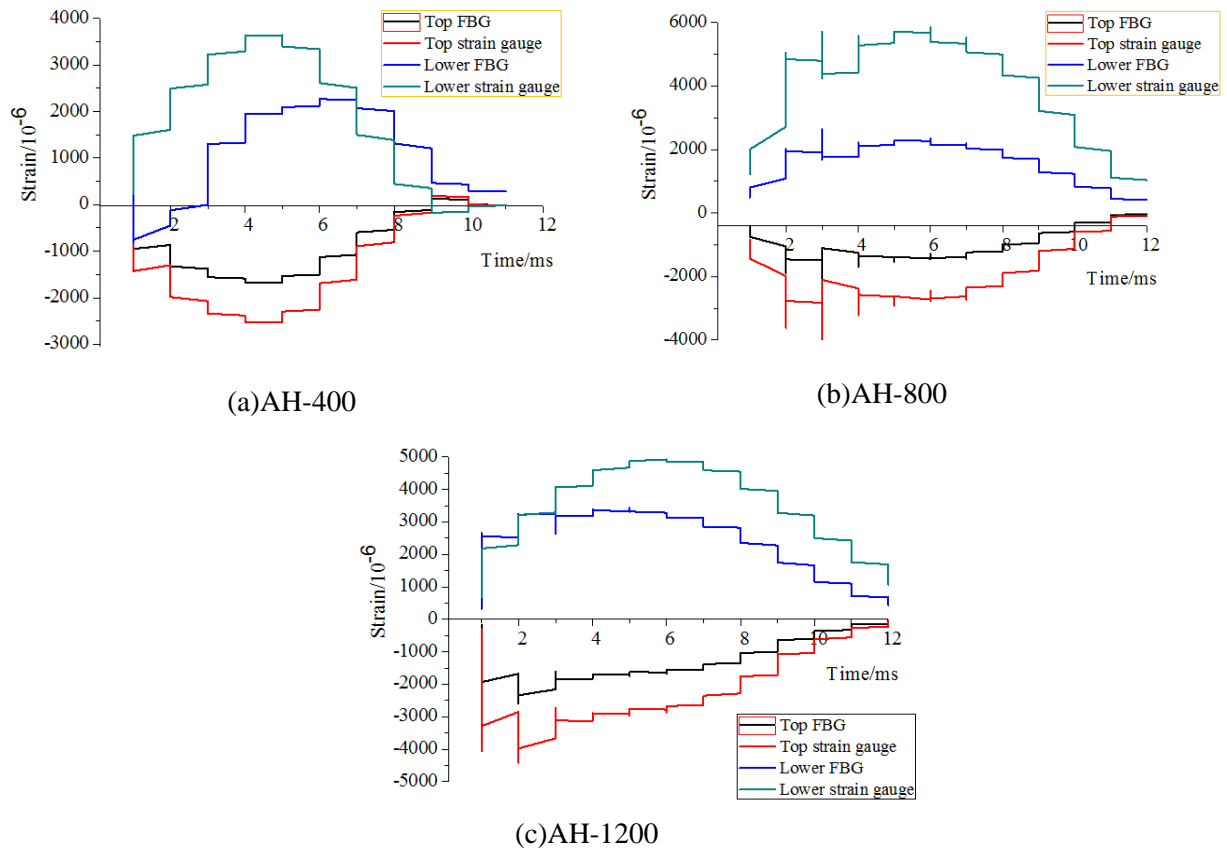 4000
3000
2000
1000
0
-1000
-2000
-3000
Strain/10-6
2 4 6 8 10 12
Time/ms
Top FBG
Top strain gauge
Lower FBG
Lower strain gauge
(a)AH-400
6000
4000
2000
0
-2000
-4000
Strain/10-6
2 4 6 8 10 12
Time/ms
Top FBG
Top strain gauge
Lower FBG
Lower strain gauge
(b)AH-800
5000
4000
3000
2000
1000
0
-1000
-2000
-3000
-4000
-5000
Strain/10-6
2 4 6 8 10 12
Time/ms
Top FBG
Top strain gauge
Lower FBG
Lower strain gauge
(c)AH-1200